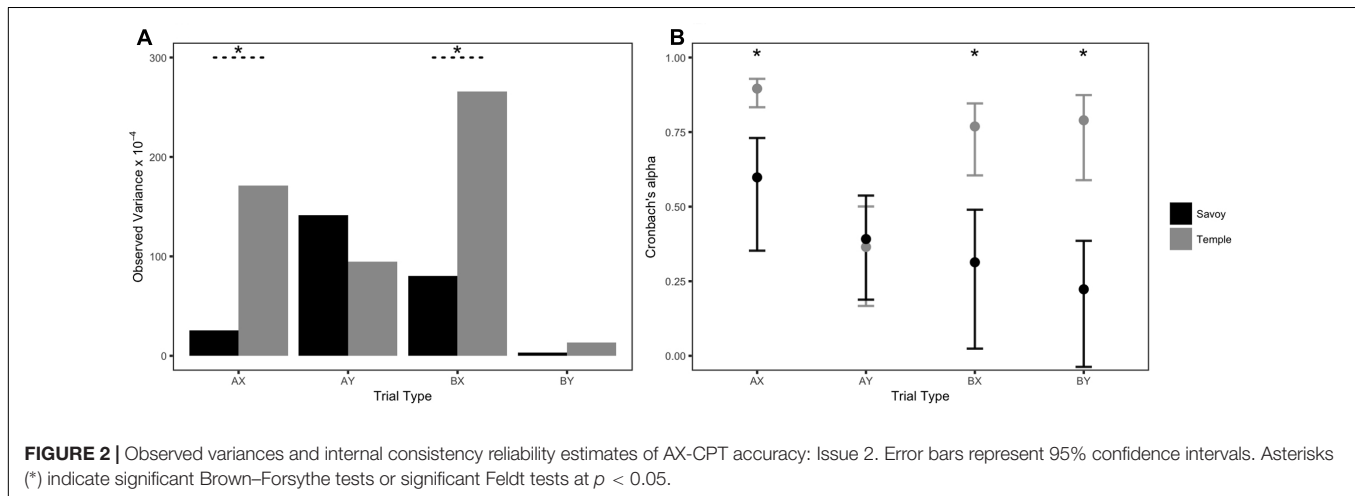 A
*
*
300
200
100
0
Observed Variance x 10⁻⁴
AX
AY
BX
BY
Trial Type
B
*
*
*
1.00
0.75
0.50
0.25
0.00
Cronbach's alpha
AX
AY
BX
BY
Trial Type
Savoy
Temple
FIGURE 2 | Observed variances and internal consistency reliability estimates of AX-CPT accuracy: Issue 2. Error bars represent 95% confidence intervals. Asterisks
(*) indicate significant Brown–Forsythe tests or significant Feldt tests at p < 0.05.